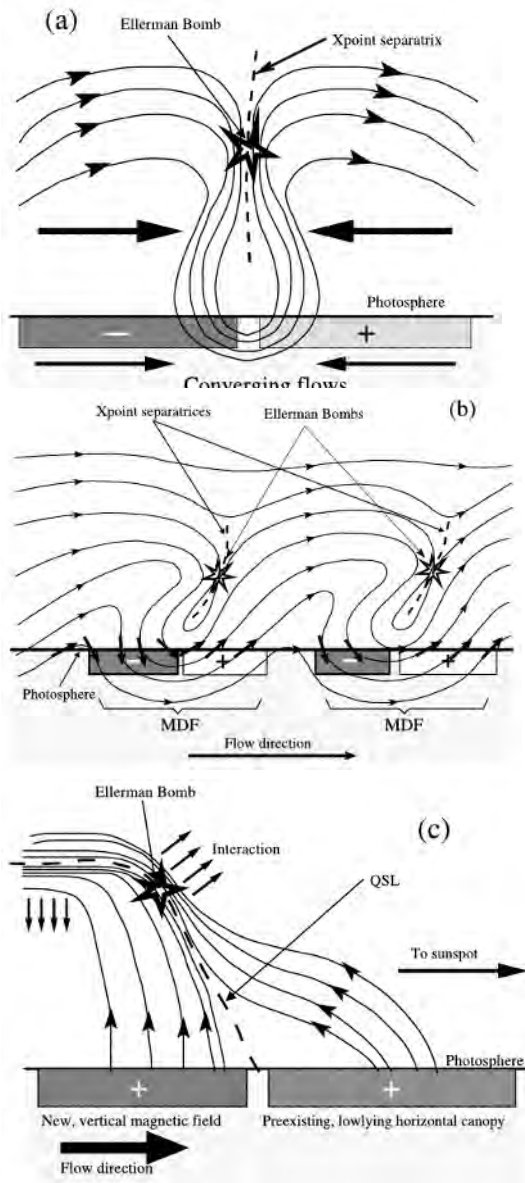 (a)
Ellerman Bomb
Xpoint separatrix
Photosphere
− +
Converging flows
(b)
Xpoint separatrices Ellerman Bombs
− + − +
Photosphere
MDF MDF
Flow direction
Ellerman Bomb
(c)
Interaction
QSL
To sunspot
Photosphere
+ +
New, vertical magnetic field Preexisting, lowlying horizontal canopy
Flow direction